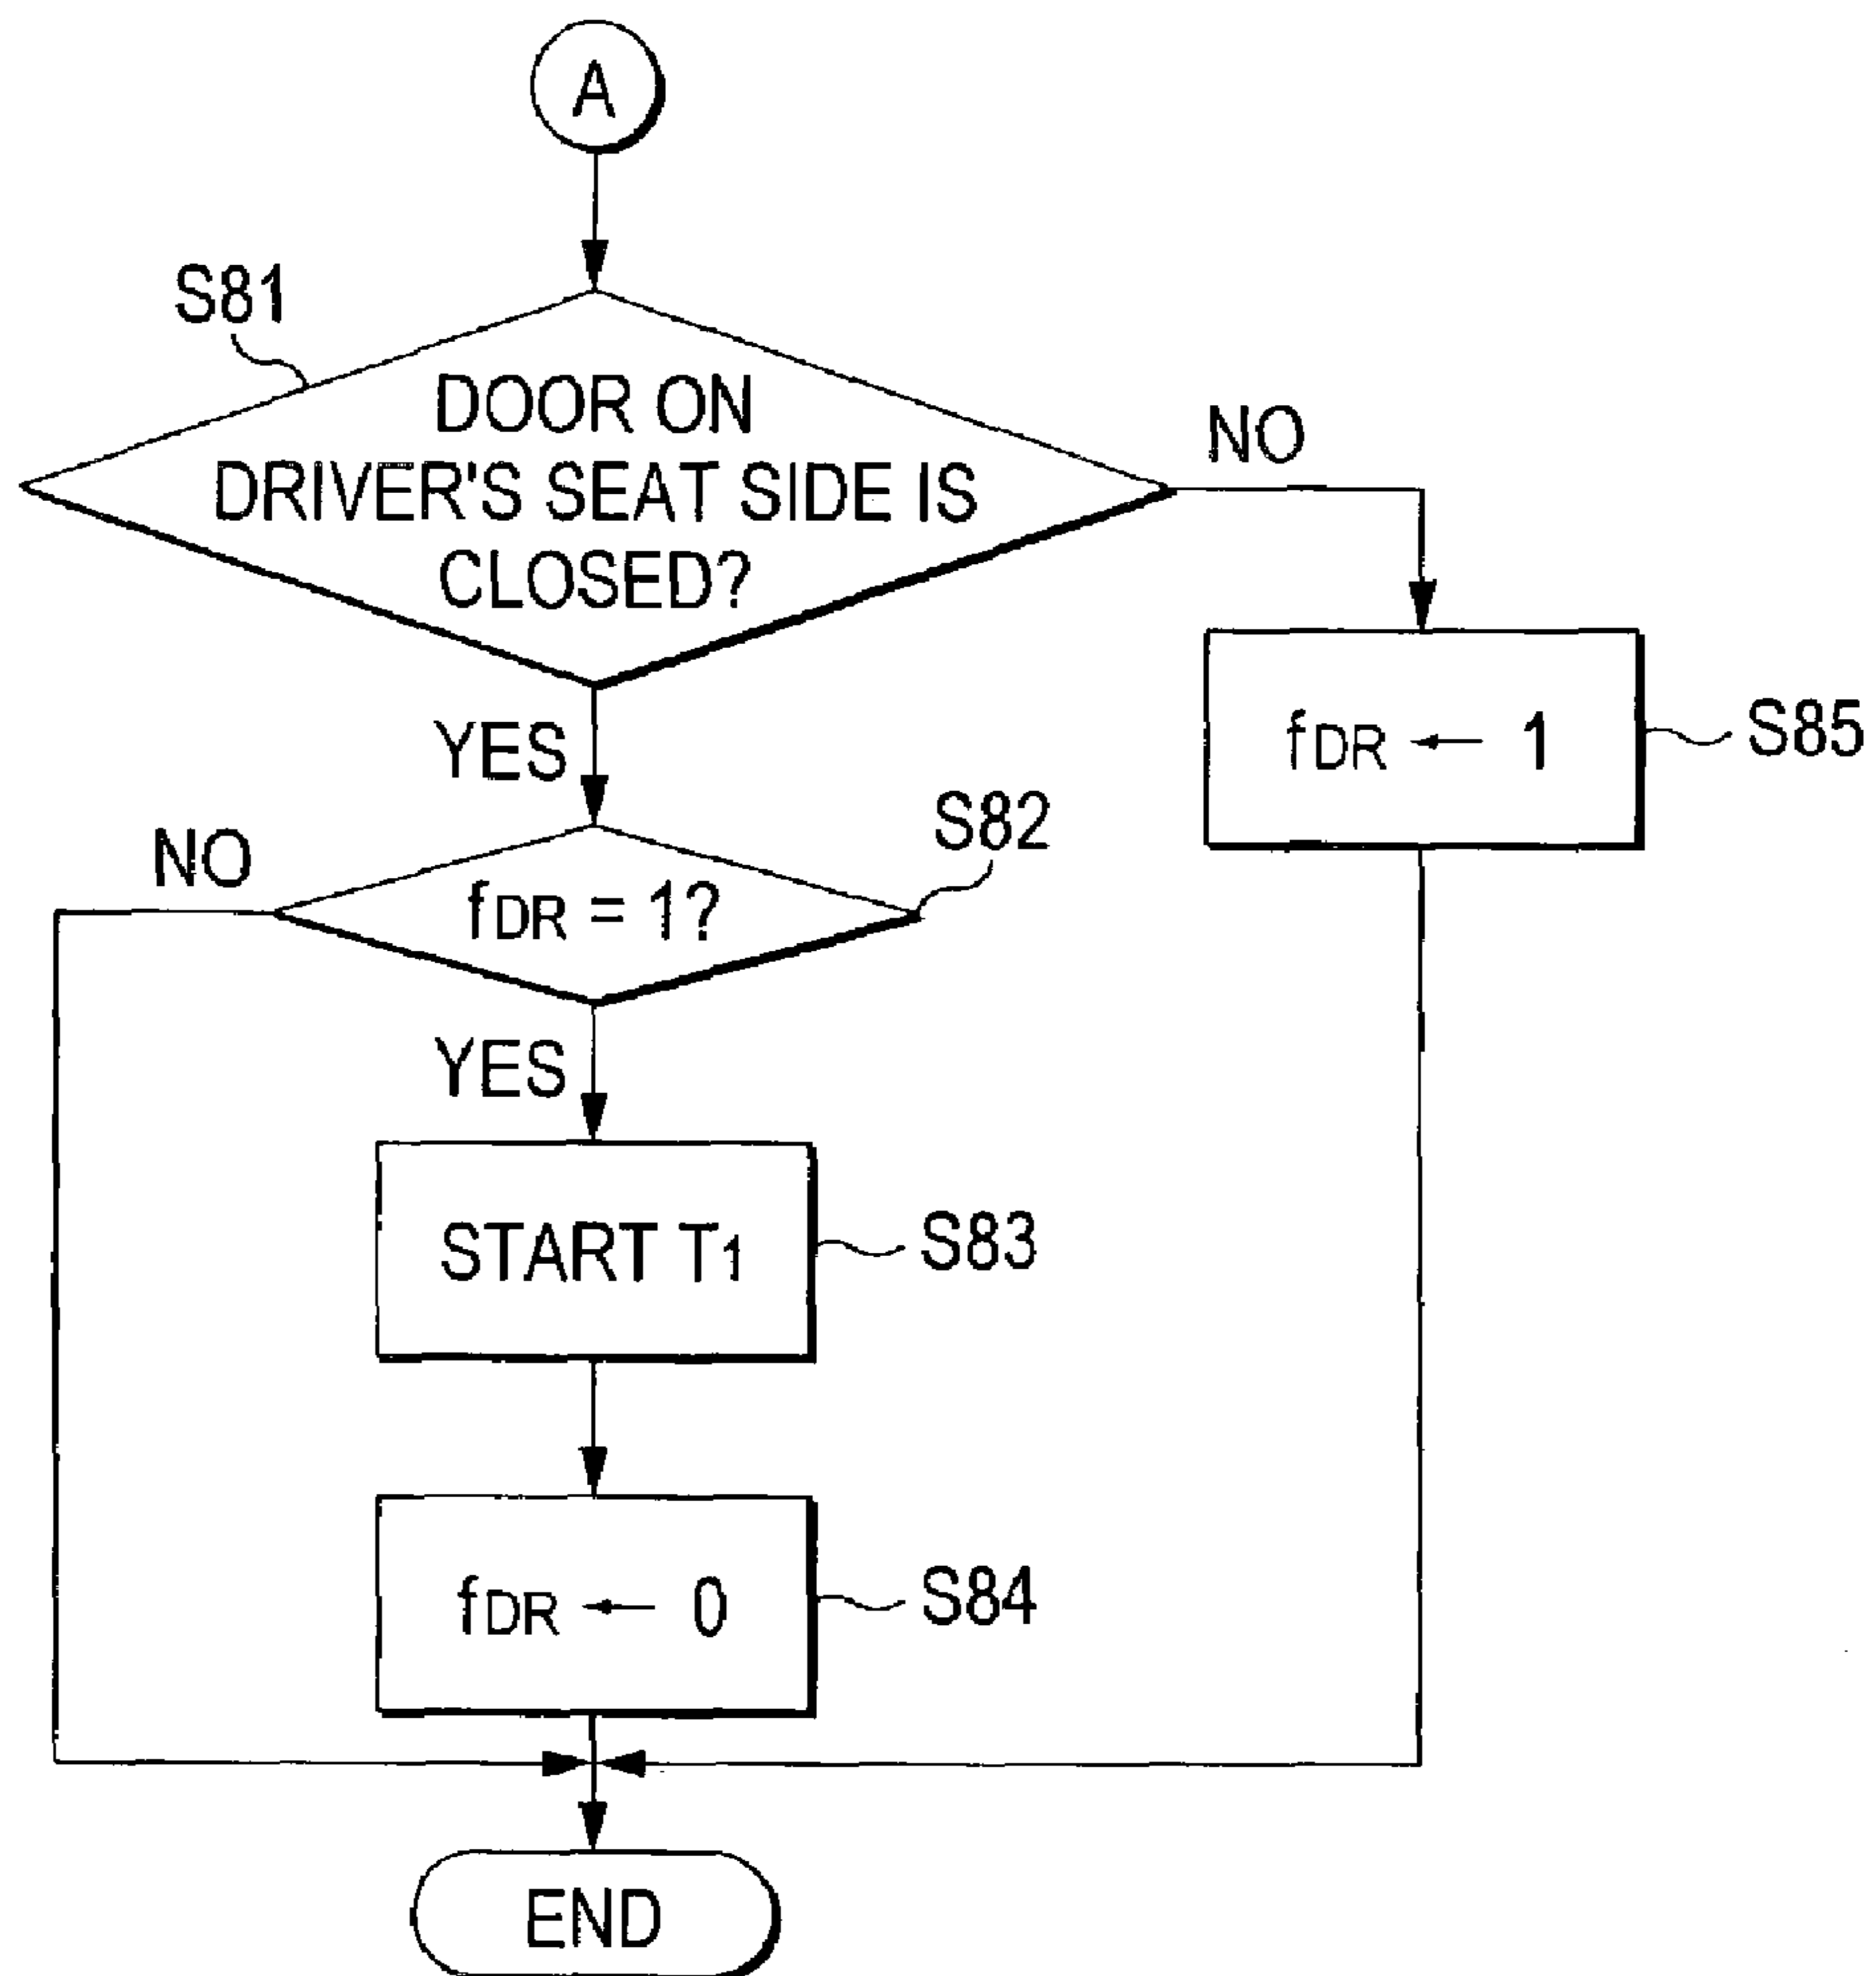 A
S81
DOOR ON
DRIVER'S SEAT SIDE IS
CLOSED?
NO
YES
fDR ← 1
S85
NO
S82
fDR = 1?
YES
START T1
S83
fDR ← 0
S84
END